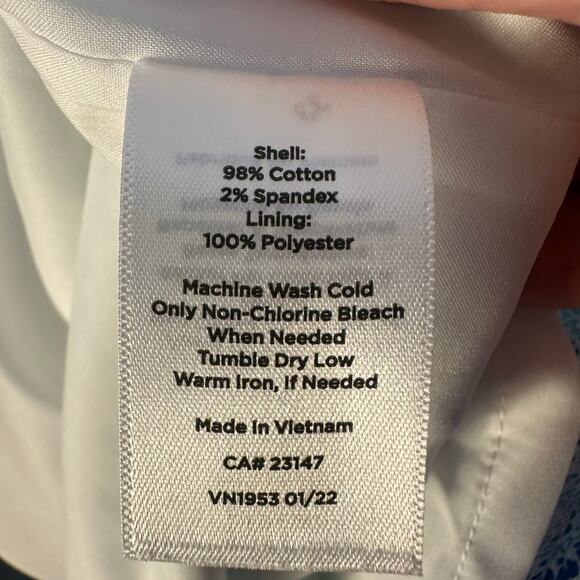 Shell:
98% Cotton
2% Spandex
Lining:
100% Polyester
Machine Wash Cold
Only Non-Chlorine Bleach
When Needed
Tumble Dry Low
Warm Iron, If Needed
Made in Vietnam
CA# 23147
VN1953 01/22